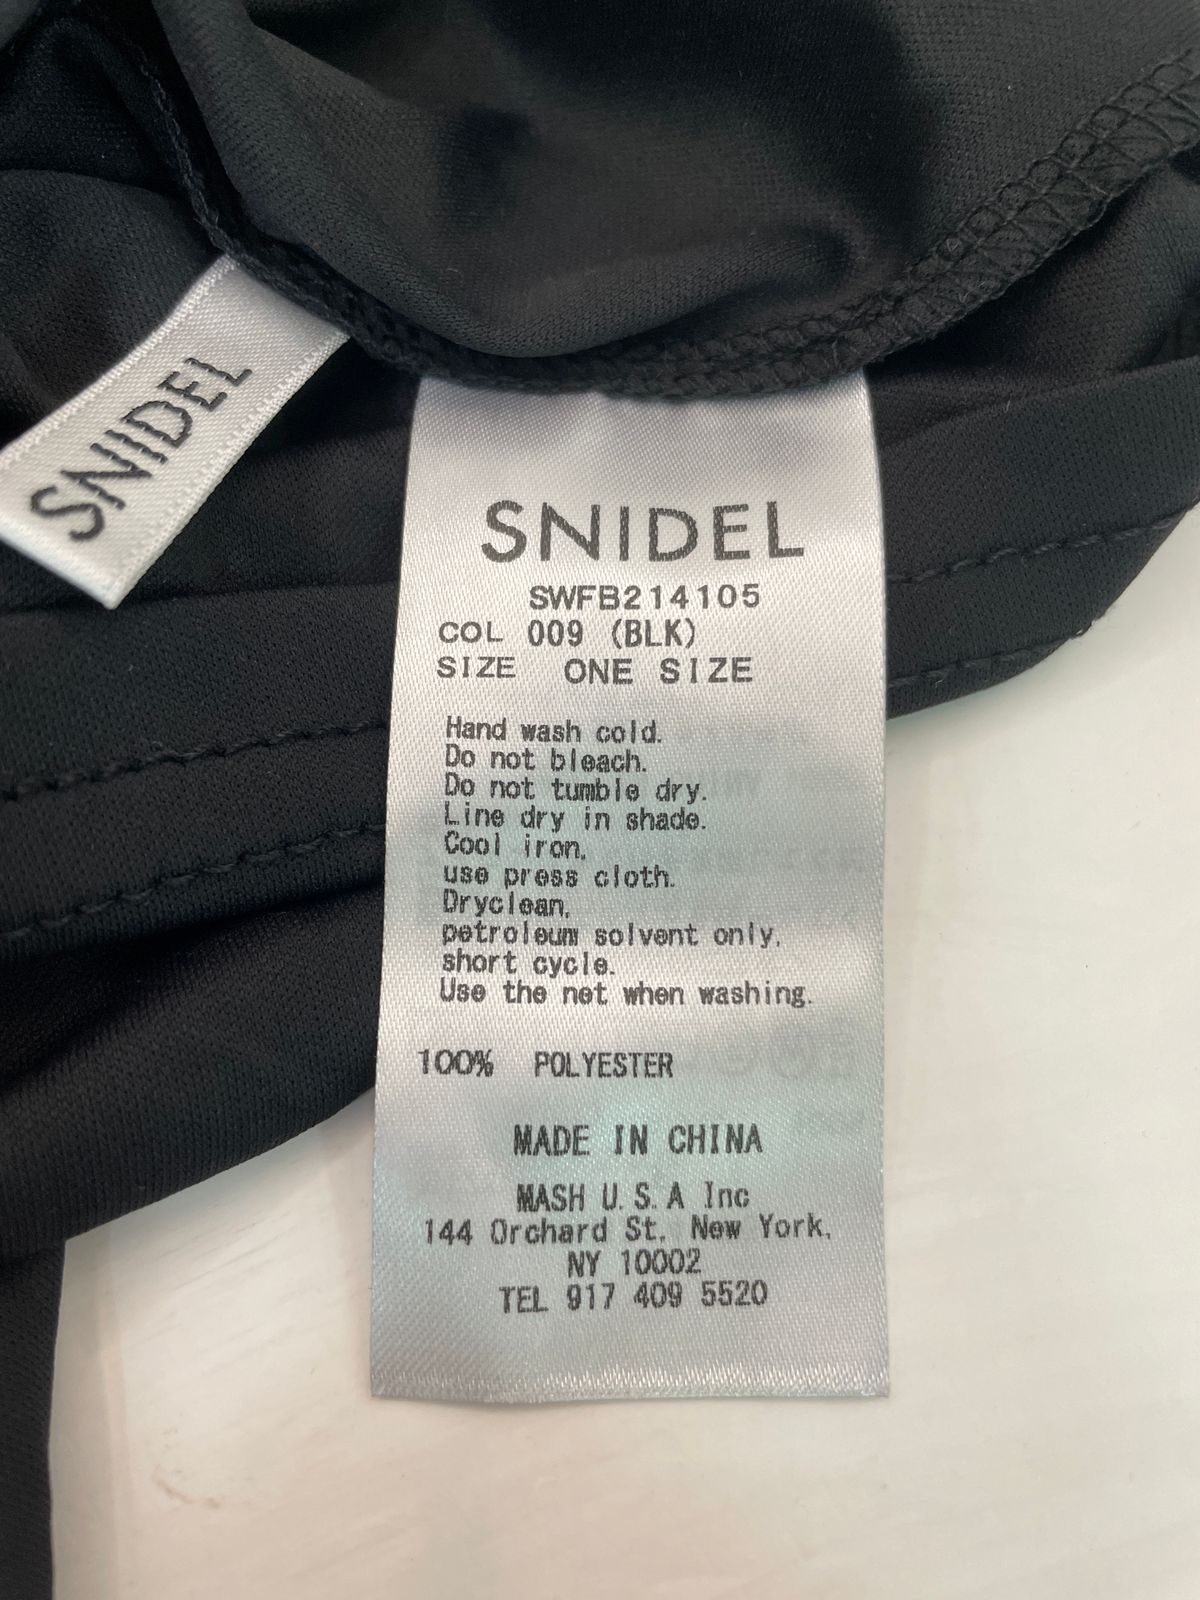 SNIDEL
SNIDEL
SWFB214105
COL 009 (BLK)
SIZE ONE SIZE
Hand wash cold.
Do not bleach.
Do not tumble dry.
Line dry in shade.
Cool iron,
use press cloth.
Dryclean,
petroleum solvent only,
short cycle.
Use the net when washing.
100% POLYESTER
MADE IN CHINA
MASH U.S.A Inc
144 Orchard St. New York,
NY 10002
TEL 917 409 5520